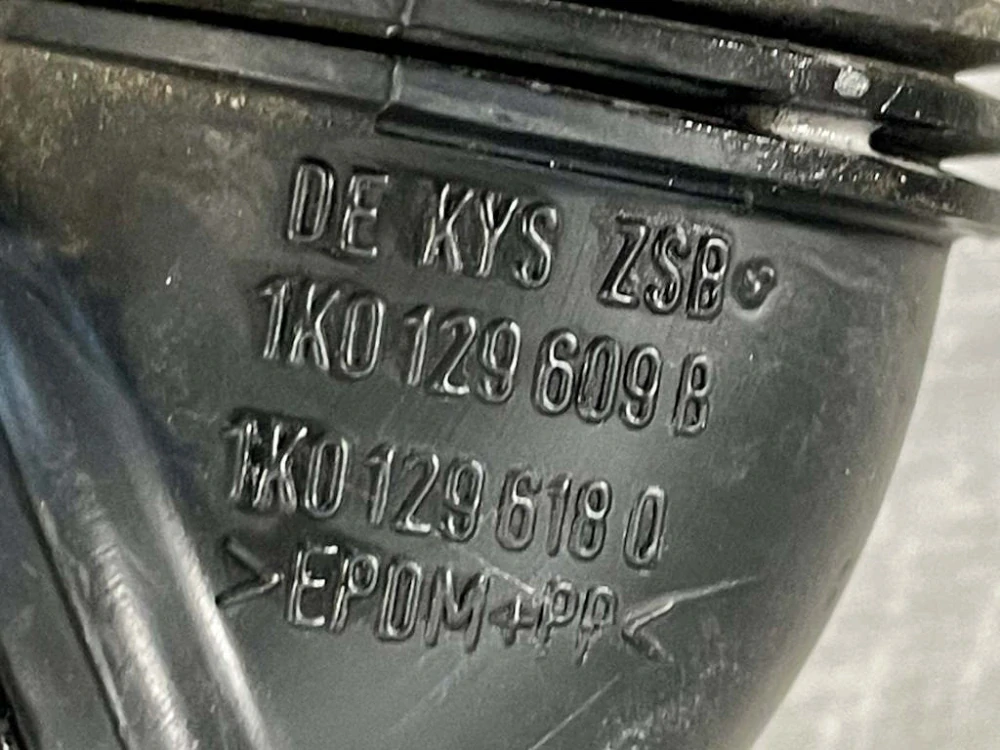 DE KYS ZSB
1K0 129 609 B
1K0 129 618 Q
>EPDM+PP<